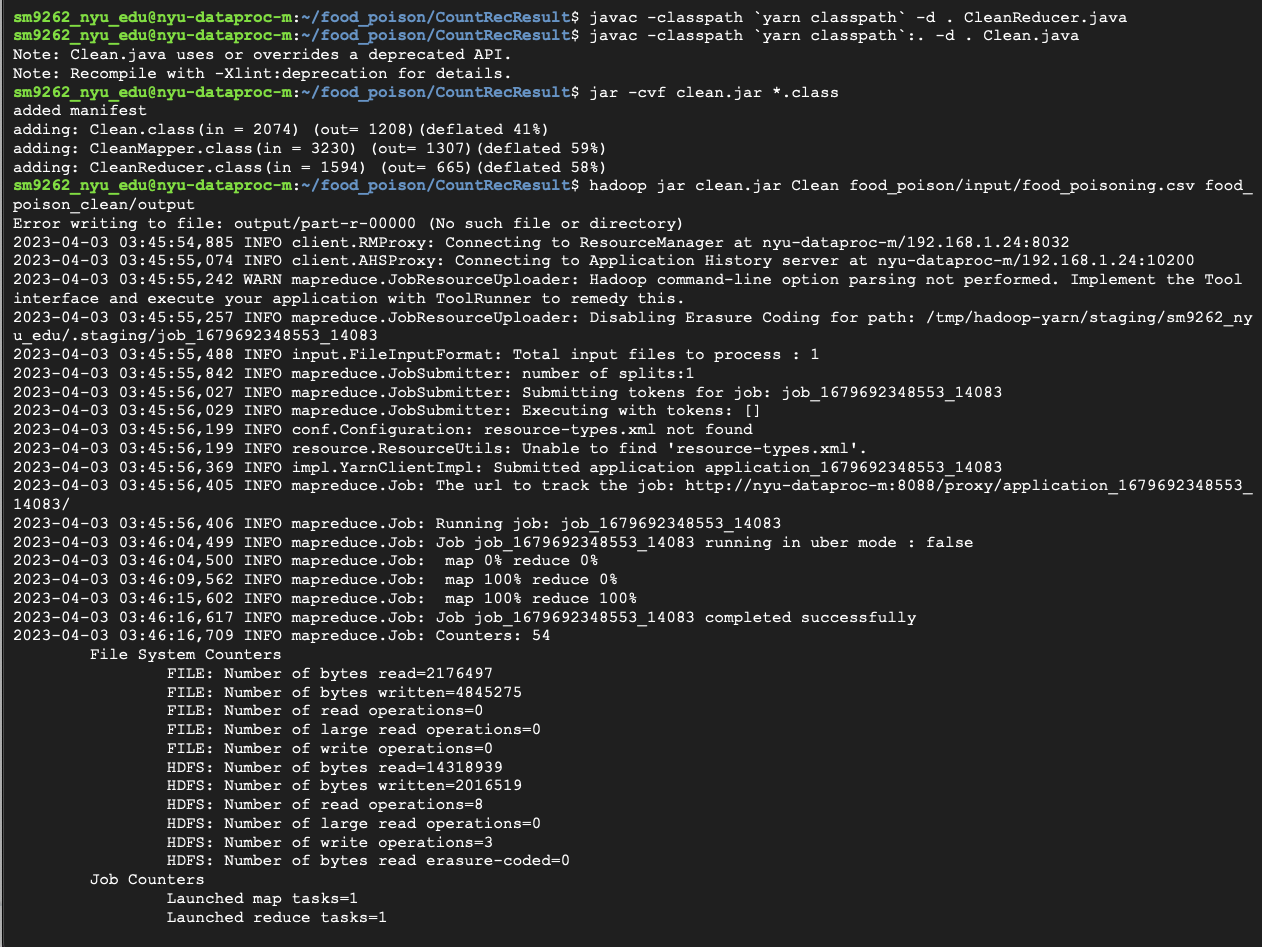 sm9262_nyu_edu@nyu-dataproc-m:~/food_poison/CountRecResult$ javac -classpath `yarn classpath` -d . CleanReducer.java
sm9262_nyu_edu@nyu-dataproc-m:~/food_poison/CountRecResult$ javac -classpath `yarn classpath`:. -d . Clean.java
Note: Clean.java uses or overrides a deprecated API.
Note: Recompile with -Xlint:deprecation for details.
sm9262_nyu_edu@nyu-dataproc-m:~/food_poison/CountRecResult$ jar -cvf clean.jar *.class
added manifest
adding: Clean.class(in = 2074) (out= 1208)(deflated 41%)
adding: CleanMapper.class(in = 3230) (out= 1307)(deflated 59%)
adding: CleanReducer.class(in = 1594) (out= 665)(deflated 58%)
sm9262_nyu_edu@nyu-dataproc-m:~/food_poison/CountRecResult$ hadoop jar clean.jar Clean food_poison/input/food_poisoning.csv food_
poison_clean/output
Error writing to file: output/part-r-00000 (No such file or directory)
2023-04-03 03:45:54,885 INFO client.RMProxy: Connecting to ResourceManager at nyu-dataproc-m/192.168.1.24:8032
2023-04-03 03:45:55,074 INFO client.AHSProxy: Connecting to Application History server at nyu-dataproc-m/192.168.1.24:10200
2023-04-03 03:45:55,242 WARN mapreduce.JobResourceUploader: Hadoop command-line option parsing not performed. Implement the Tool
interface and execute your application with ToolRunner to remedy this.
2023-04-03 03:45:55,257 INFO mapreduce.JobResourceUploader: Disabling Erasure Coding for path: /tmp/hadoop-yarn/staging/sm9262_ny
u_edu/.staging/job_1679692348553_14083
2023-04-03 03:45:55,488 INFO input.FileInputFormat: Total input files to process : 1
2023-04-03 03:45:55,842 INFO mapreduce.JobSubmitter: number of splits:1
2023-04-03 03:45:56,027 INFO mapreduce.JobSubmitter: Submitting tokens for job: job_1679692348553_14083
2023-04-03 03:45:56,029 INFO mapreduce.JobSubmitter: Executing with tokens: []
2023-04-03 03:45:56,199 INFO conf.Configuration: resource-types.xml not found
2023-04-03 03:45:56,199 INFO resource.ResourceUtils: Unable to find 'resource-types.xml'.
2023-04-03 03:45:56,369 INFO impl.YarnClientImpl: Submitted application application_1679692348553_14083
2023-04-03 03:45:56,405 INFO mapreduce.Job: The url to track the job: http://nyu-dataproc-m:8088/proxy/application_1679692348553_
14083/
2023-04-03 03:45:56,406 INFO mapreduce.Job: Running job: job_1679692348553_14083
2023-04-03 03:46:04,499 INFO mapreduce.Job: Job job_1679692348553_14083 running in uber mode : false
2023-04-03 03:46:04,500 INFO mapreduce.Job:  map 0% reduce 0%
2023-04-03 03:46:09,562 INFO mapreduce.Job:  map 100% reduce 0%
2023-04-03 03:46:15,602 INFO mapreduce.Job:  map 100% reduce 100%
2023-04-03 03:46:16,617 INFO mapreduce.Job: Job job_1679692348553_14083 completed successfully
2023-04-03 03:46:16,709 INFO mapreduce.Job: Counters: 54
File System Counters
FILE: Number of bytes read=2176497
FILE: Number of bytes written=4845275
FILE: Number of read operations=0
FILE: Number of large read operations=0
FILE: Number of write operations=0
HDFS: Number of bytes read=14318939
HDFS: Number of bytes written=2016519
HDFS: Number of read operations=8
HDFS: Number of large read operations=0
HDFS: Number of write operations=3
HDFS: Number of bytes read erasure-coded=0
Job Counters
Launched map tasks=1
Launched reduce tasks=1